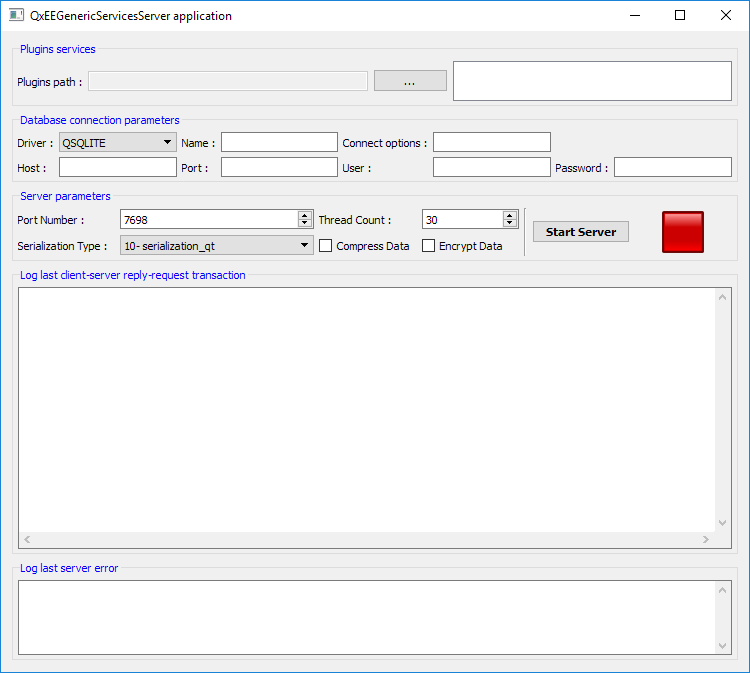 QxEEGenericServicesServer application
Plugins services
Plugins path :
...
Database connection parameters
Driver : QSQLITE Name : Connect options :
Host : Port : User : Password :
Server parameters
Port Number : 7698 Thread Count : 30
Start Server
Serialization Type : 10- serialization_qt Compress Data Encrypt Data
Log last client-server reply-request transaction
Log last server error